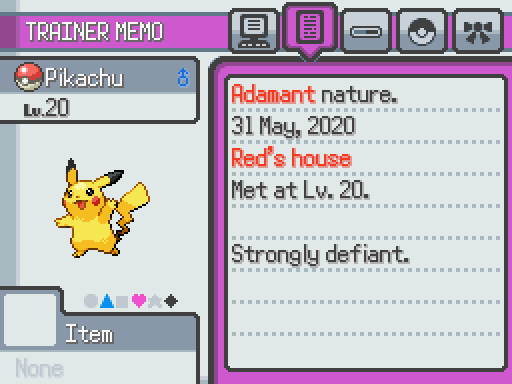 TRAINER MEMO
Pikachu ♂
Lv.20
Adamant nature.
31 May, 2020
Red's house
Met at Lv. 20.
Strongly defiant.
Item
None